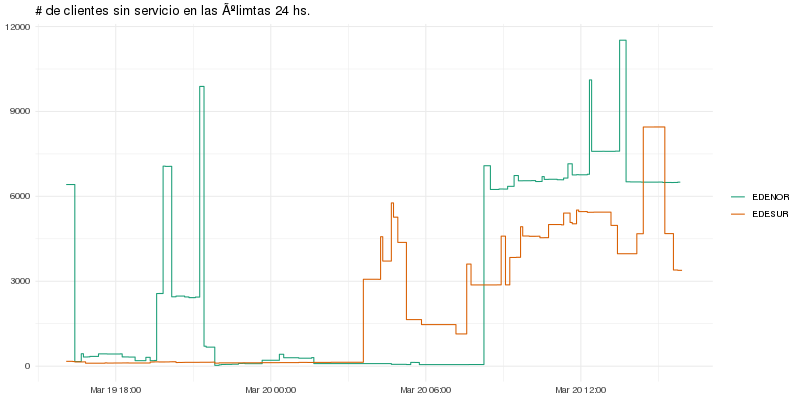 # de clientes sin servicio en las Ãºlimtas 24 hs.
12000
9000
6000
3000
0
Mar 19 18:00
Mar 20 00:00
Mar 20 06:00
Mar 20 12:00
EDENOR
EDESUR